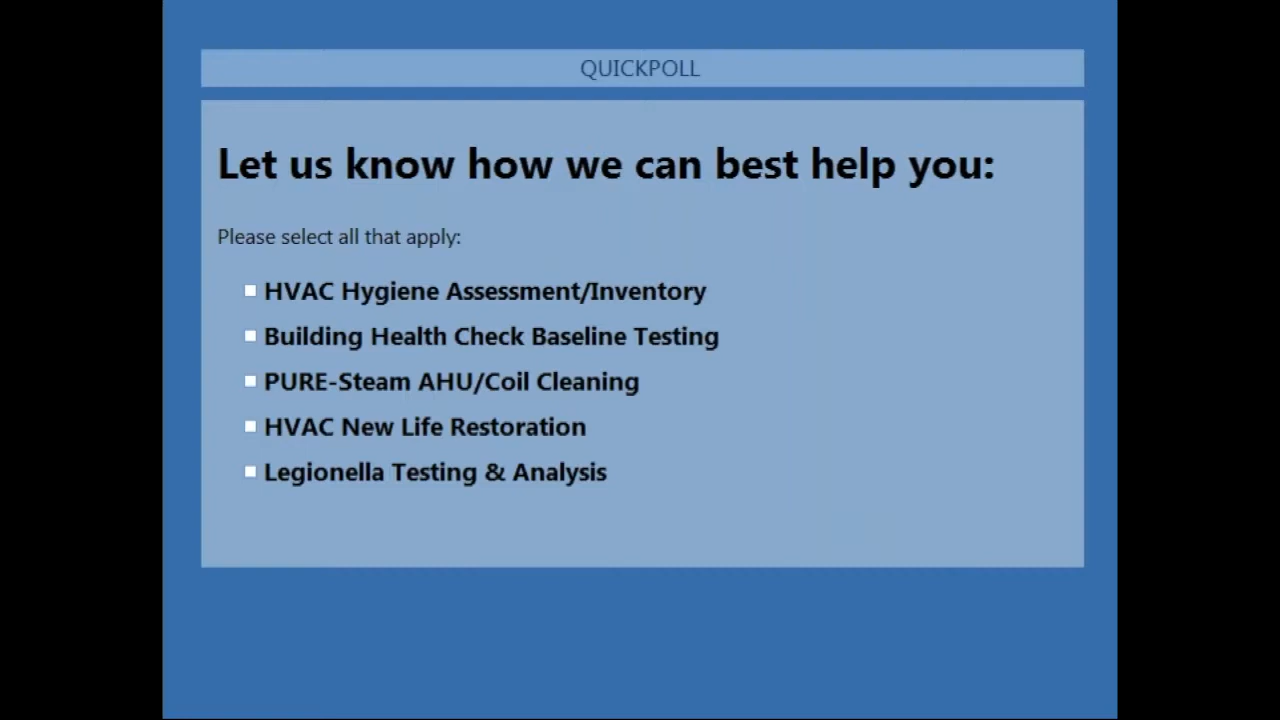 QUICKPOLL
Let us know how we can best help you:
Please select all that apply:
HVAC Hygiene Assessment/Inventory
Building Health Check Baseline Testing
PURE-Steam AHU/Coil Cleaning
HVAC New Life Restoration
Legionella Testing & Analysis